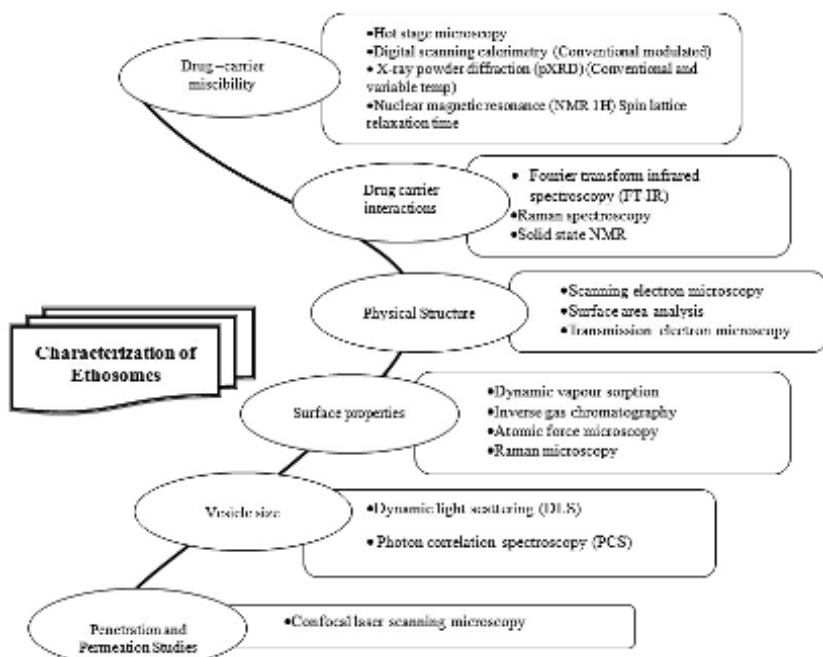 Drug –carrier
miscibility
•Hot stage microscopy
•Digital scanning calorimetry (Conventional modulated)
• X-ray powder diffraction (pXRD) (Conventional and
variable temp)
•Nuclear magnetic resonance (NMR 1H) Spin lattice
relaxation time
Drug carrier
interactions
• Fourier transform infrared
spectroscopy (FT IR)
•Raman spectroscopy
•Solid state NMR
Physical Structure
•Scanning electron microscopy
•Surface area analysis
•Transmission electron microscopy
Characterization of
Ethosomes
Surface properties
•Dynamic vapour sorption
•Inverse gas chromatography
•Atomic force microscopy
•Raman microscopy
Vesicle size
•Dynamic light scattering (DLS)
•Photon correlation spectroscopy (PCS)
Penetration and
Permeation Studies
•Confocal laser scanning microscopy